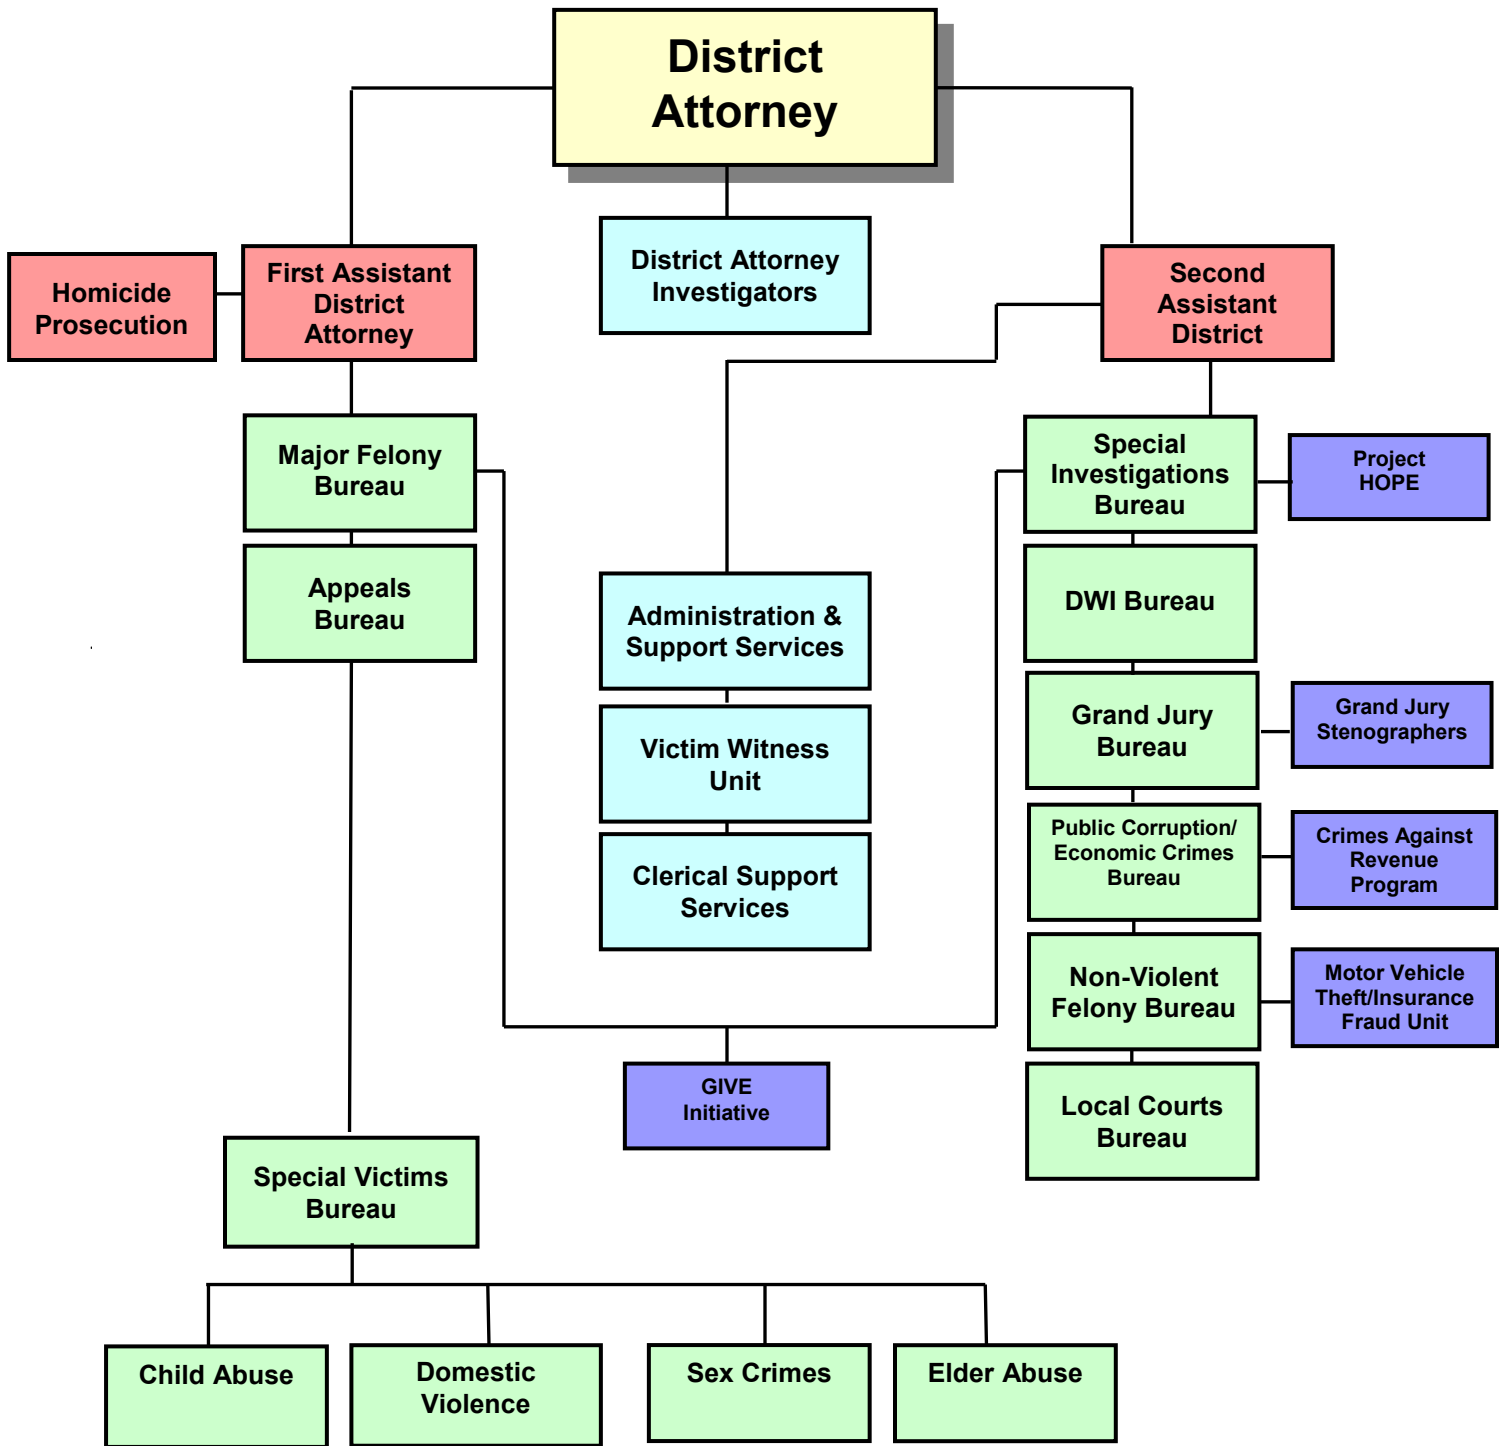 District
Attorney
District Attorney
Investigators
Homicide
Prosecution
First Assistant
District
Attorney
Second
Assistant
District
Major Felony
Bureau
Appeals
Bureau
Special
Investigations
Bureau
Project
HOPE
DWI Bureau
Administration &
Support Services
Victim Witness
Unit
Clerical Support
Services
Grand Jury
Bureau
Grand Jury
Stenographers
Public Corruption/
Economic Crimes
Bureau
Crimes Against
Revenue
Program
Non-Violent
Felony Bureau
Motor Vehicle
Theft/Insurance
Fraud Unit
GIVE
Initiative
Local Courts
Bureau
Special Victims
Bureau
Child Abuse
Domestic
Violence
Sex Crimes
Elder Abuse